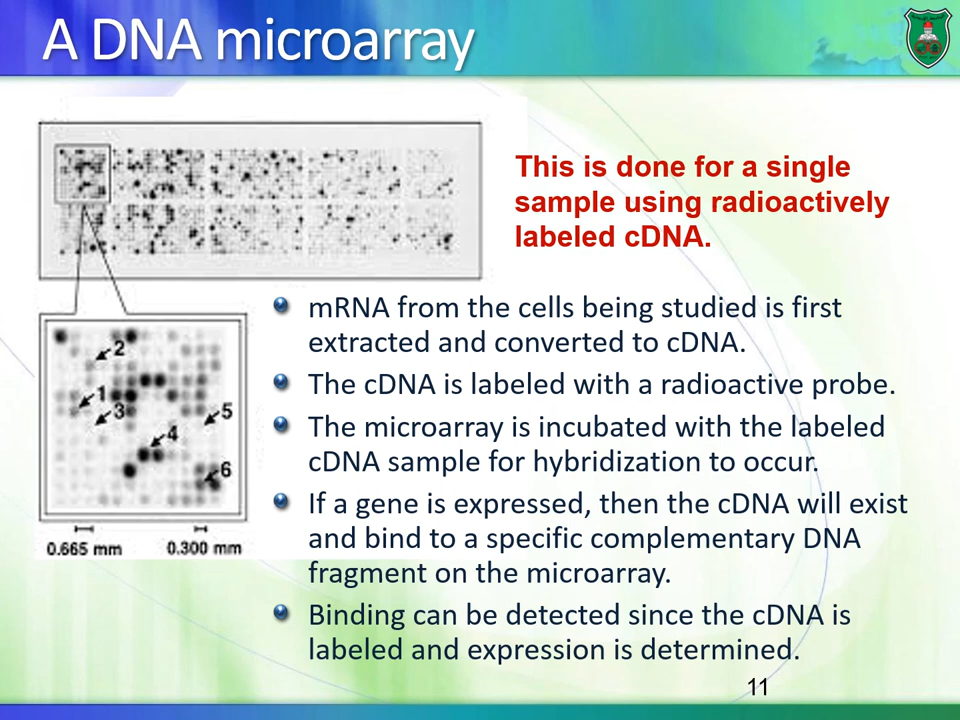 A DNA microarray
This is done for a single
sample using radioactively
labeled cDNA.
mRNA from the cells being studied is first
extracted and converted to cDNA.
The cDNA is labeled with a radioactive probe.
The microarray is incubated with the labeled
cDNA sample for hybridization to occur.
If a gene is expressed, then the cDNA will exist
and bind to a specific complementary DNA
fragment on the microarray.
Binding can be detected since the cDNA is
labeled and expression is determined.
2
1
3
5
4
6
0.665 mm
0.300 mm
11